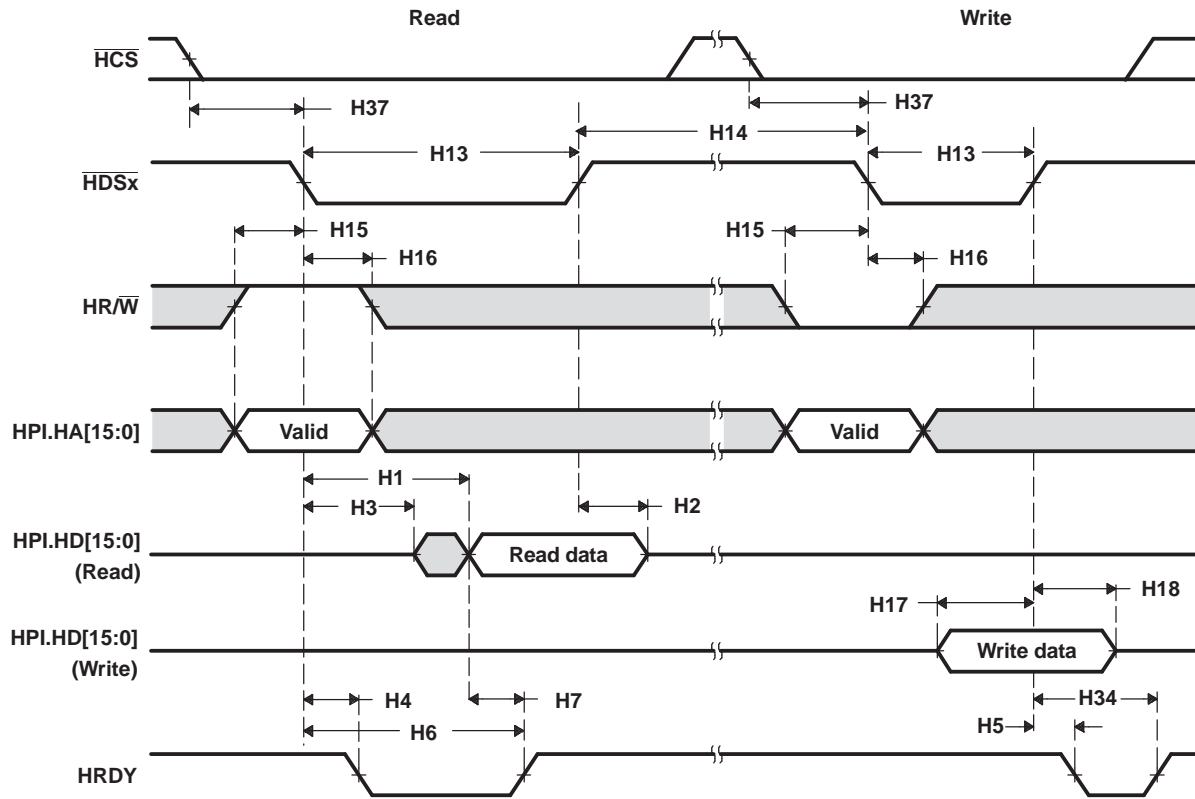 Read Write
H̅C̅S̅
H37 H37
H14
H13 H13
H̅D̅S̅x̅
H15 H15
H16 H16
HR/W̅
HPI.HA[15:0] Valid Valid
H1
H3 H2
HPI.HD[15:0]
(Read)
Read data
H18
H17
HPI.HD[15:0]
(Write)
Write data
H4 H7 H34
H6 H5
HRDY